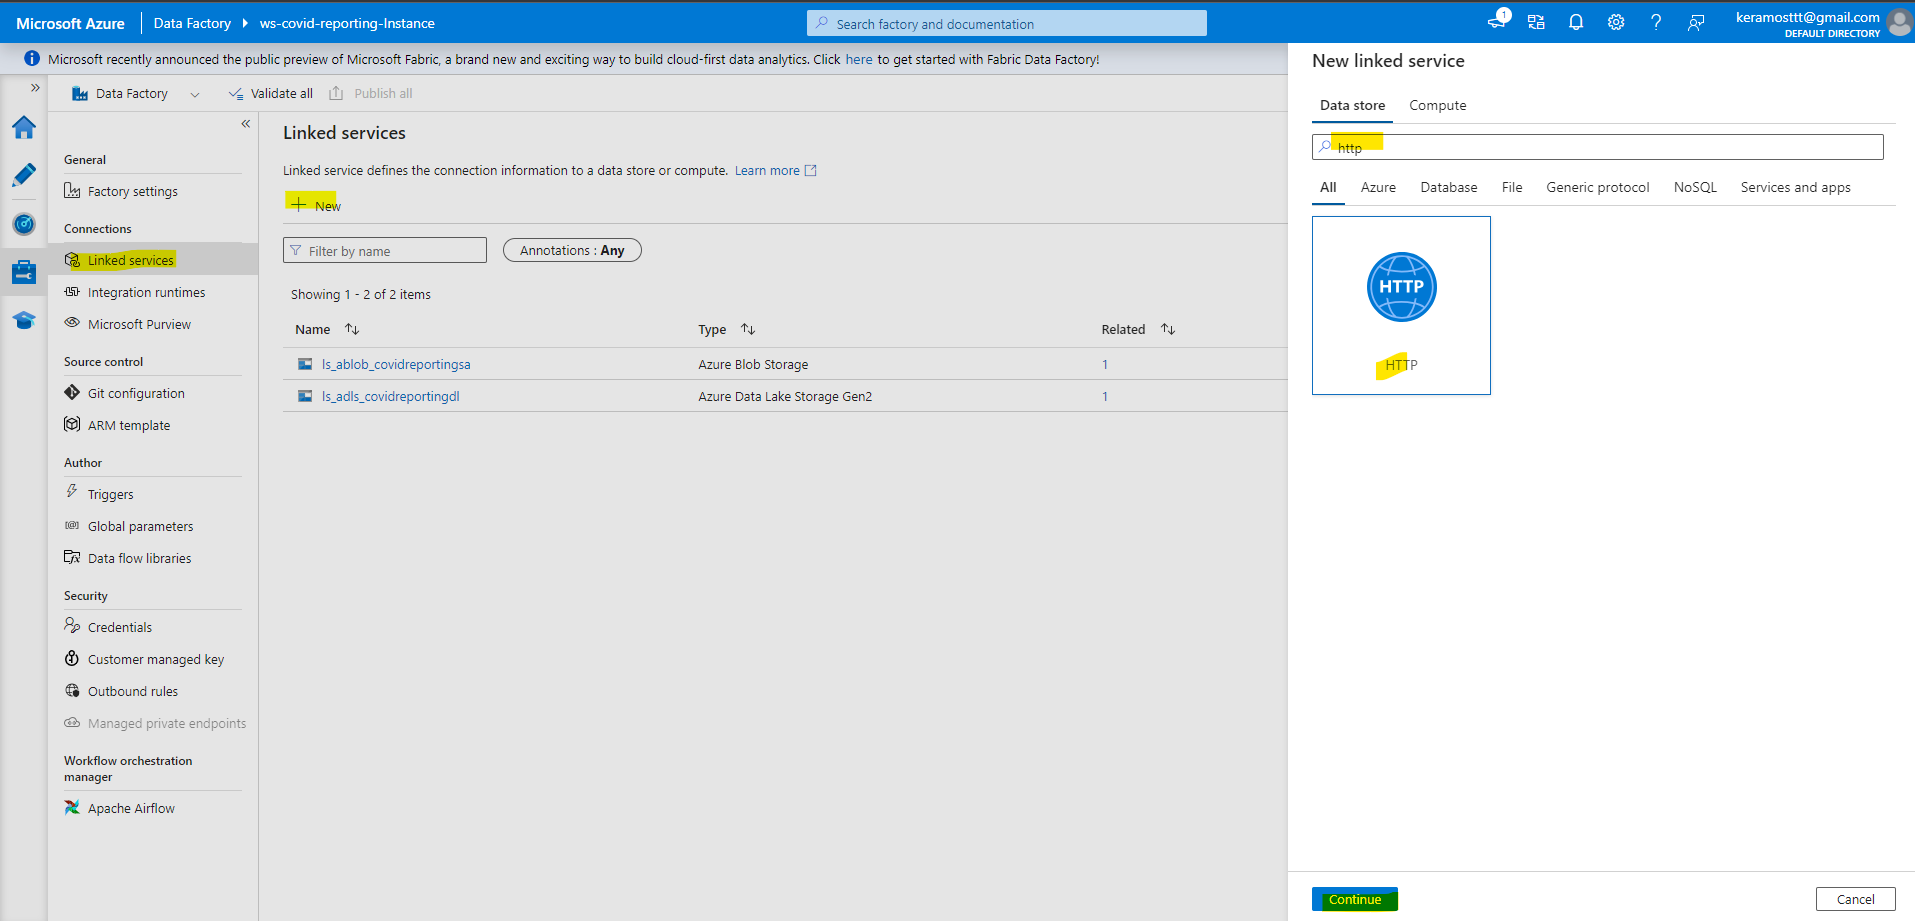 Microsoft Azure Data Factory ws-covid-reporting-Instance Search factory and documentation 1 keramosttt@gmail.com
DEFAULT DIRECTORY
Microsoft recently announced the public preview of Microsoft Fabric, a brand new and exciting way to build cloud-first data analytics. Click here to get started with Fabric Data Factory!
Data Factory Validate all Publish all
General
Factory settings
Connections
Linked services
Integration runtimes
Microsoft Purview
Source control
Git configuration
ARM template
Author
Triggers
Global parameters
Data flow libraries
Security
Credentials
Customer managed key
Outbound rules
Managed private endpoints
Workflow orchestration
manager
Apache Airflow
Linked services
Linked service defines the connection information to a data store or compute. Learn more
New
Filter by name Annotations : Any
Showing 1 - 2 of 2 items
Name Type Related
ls_ablob_covidreportingsa Azure Blob Storage 1
ls_adls_covidreportingdl Azure Data Lake Storage Gen2 1
New linked service
Data store Compute
http
All Azure Database File Generic protocol NoSQL Services and apps
HTTP
HTTP
Continue Cancel